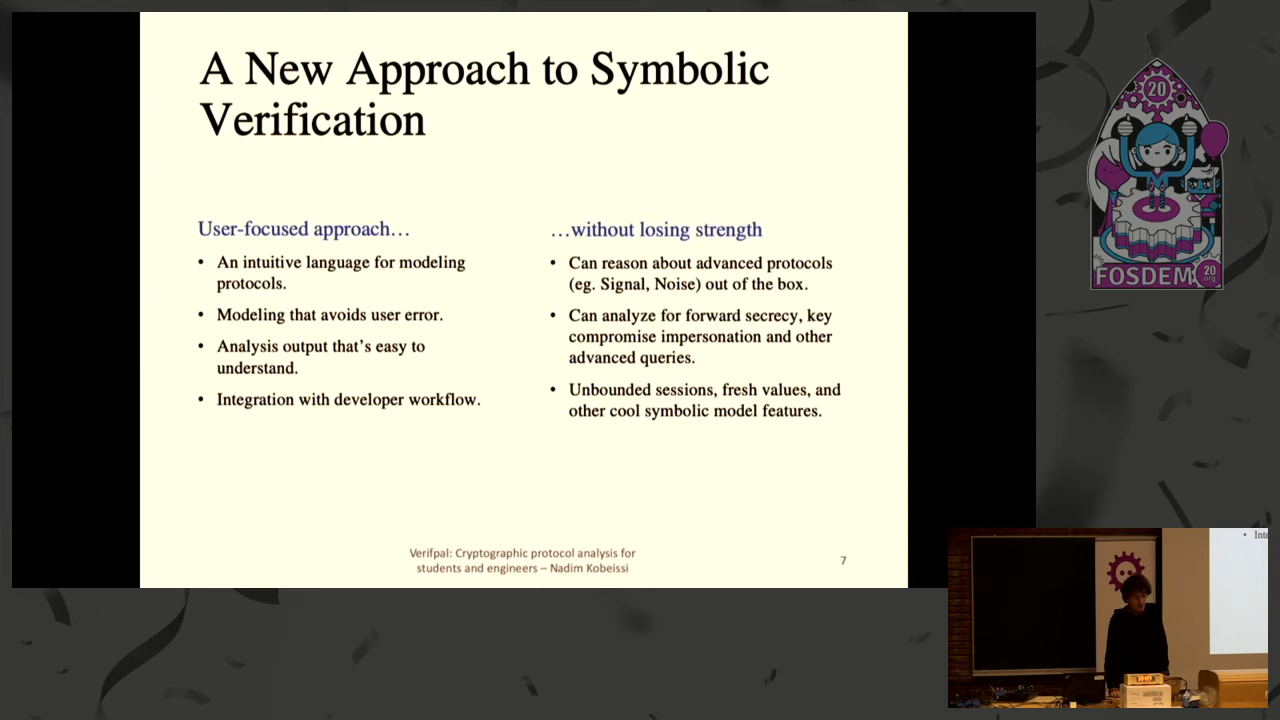 A New Approach to Symbolic
Verification
User-focused approach…
• An intuitive language for modeling
protocols.
• Modeling that avoids user error.
• Analysis output that’s easy to
understand.
• Integration with developer workflow.
…without losing strength
• Can reason about advanced protocols
(eg. Signal, Noise) out of the box.
• Can analyze for forward secrecy, key
compromise impersonation and other
advanced queries.
• Unbounded sessions, fresh values, and
other cool symbolic model features.
Verifpal: Cryptographic protocol analysis for
students and engineers – Nadim Kobeissi
7
20
FOSDEM
20
.org
• Inte